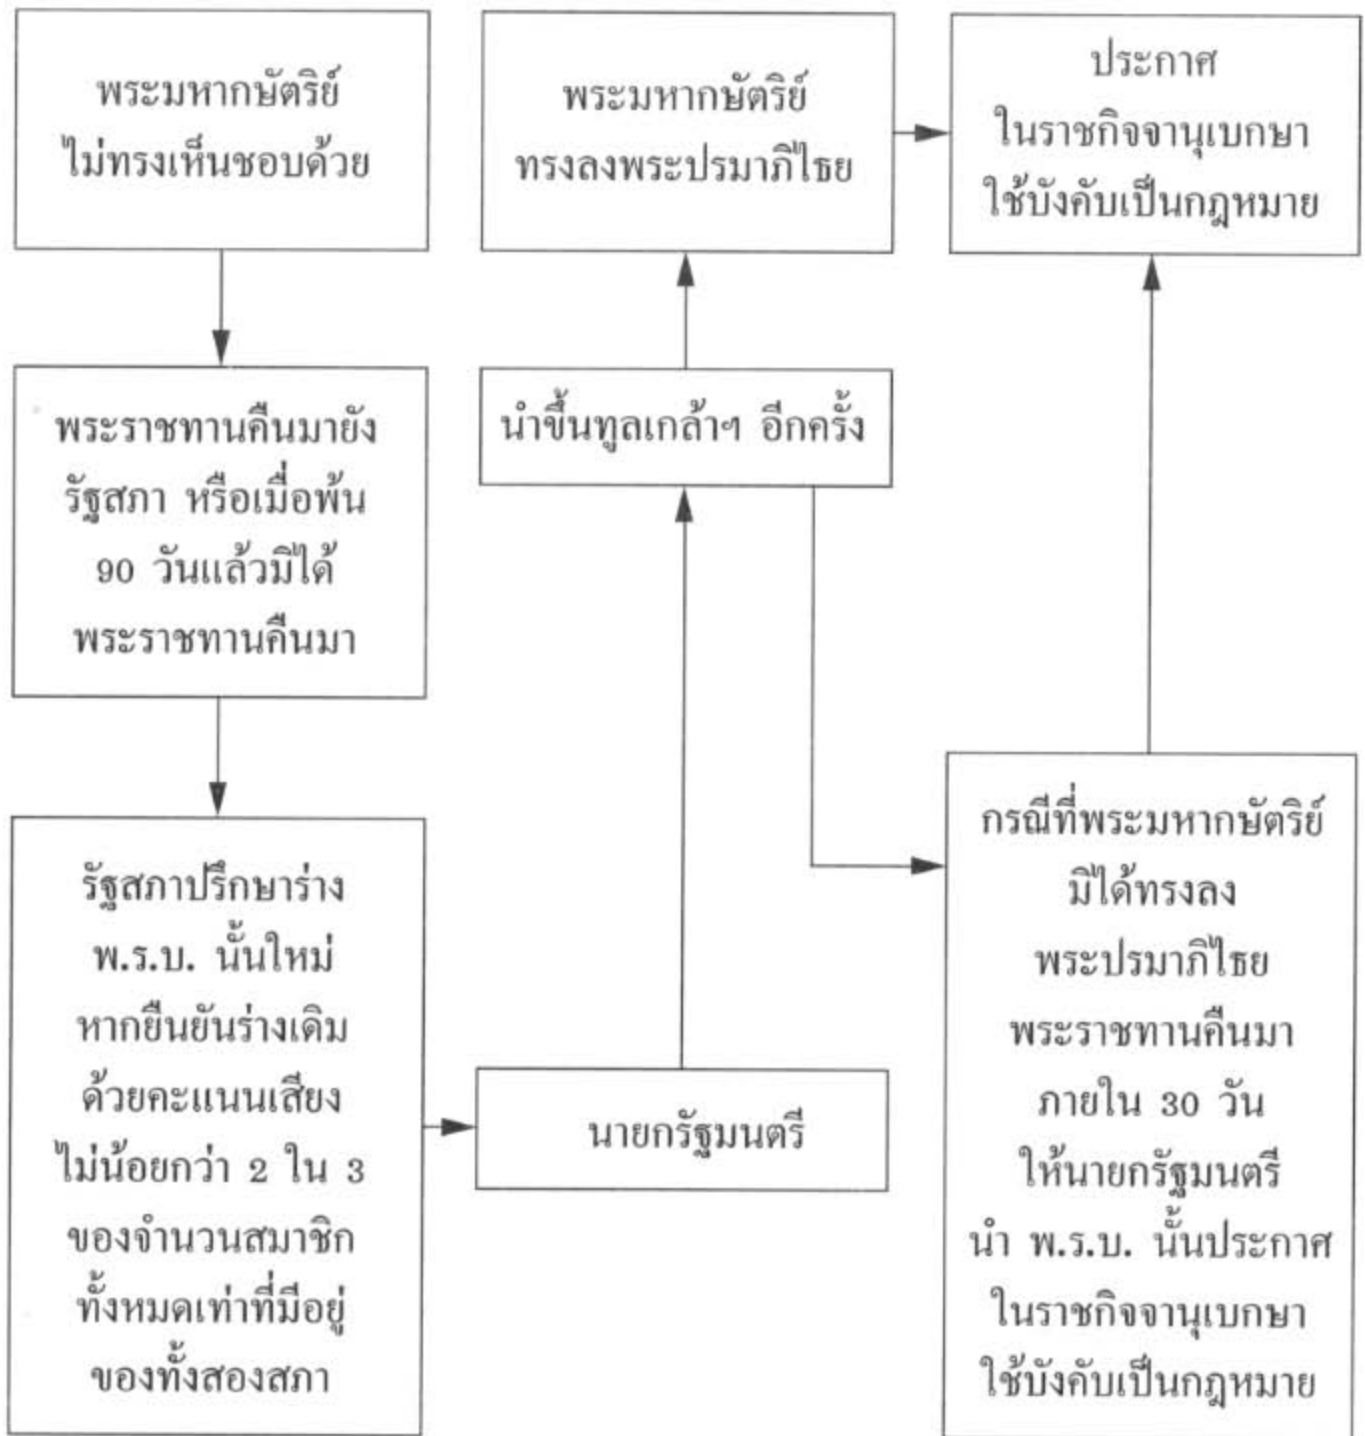 พระมหากษัตริย์
ไม่ทรงเห็นชอบด้วย
พระราชทานคืนมายัง
รัฐสภา หรือเมื่อพ้น
90 วันแล้วมิได้
พระราชทานคืนมา
รัฐสภาปรึกษาร่าง
พ.ร.บ. นั้นใหม่
หากยืนยันร่างเดิม
ด้วยคะแนนเสียง
ไม่น้อยกว่า 2 ใน 3
ของจำนวนสมาชิก
ทั้งหมดเท่าที่มีอยู่
ของทั้งสองสภา
นายกรัฐมนตรี
นำขึ้นทูลเกล้าฯ อีกครั้ง
พระมหากษัตริย์
ทรงลงพระปรมาภิไธย
ประกาศ
ในราชกิจจานุเบกษา
ใช้บังคับเป็นกฎหมาย
กรณีที่พระมหากษัตริย์
มิได้ทรงลง
พระปรมาภิไธย
พระราชทานคืนมา
ภายใน 30 วัน
ให้นายกรัฐมนตรี
นำ พ.ร.บ. นั้นประกาศ
ในราชกิจจานุเบกษา
ใช้บังคับเป็นกฎหมาย